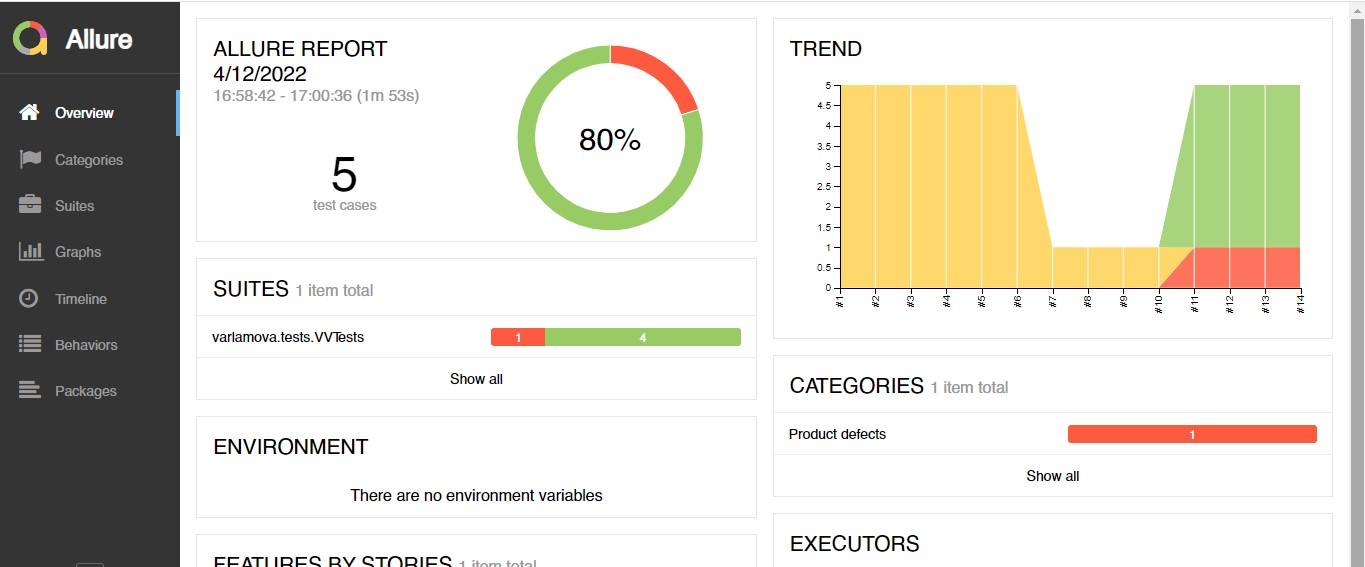 Allure
Overview
Categories
Suites
Graphs
Timeline
Behaviors
Packages
ALLURE REPORT
4/12/2022
16:58:42 - 17:00:36 (1m 53s)
5
test cases
80%
SUITES 1 item total
varlamova.tests.VVTests
1
4
Show all
ENVIRONMENT
There are no environment variables
FEATURES BY STORIES 1 item total
TREND
5
4.5
4
3.5
3
2.5
2
1.5
1
0.5
0
#1
#2
#3
#4
#5
#6
#7
#8
#9
#10
#11
#12
#13
#14
CATEGORIES 1 item total
Product defects
1
Show all
EXECUTORS